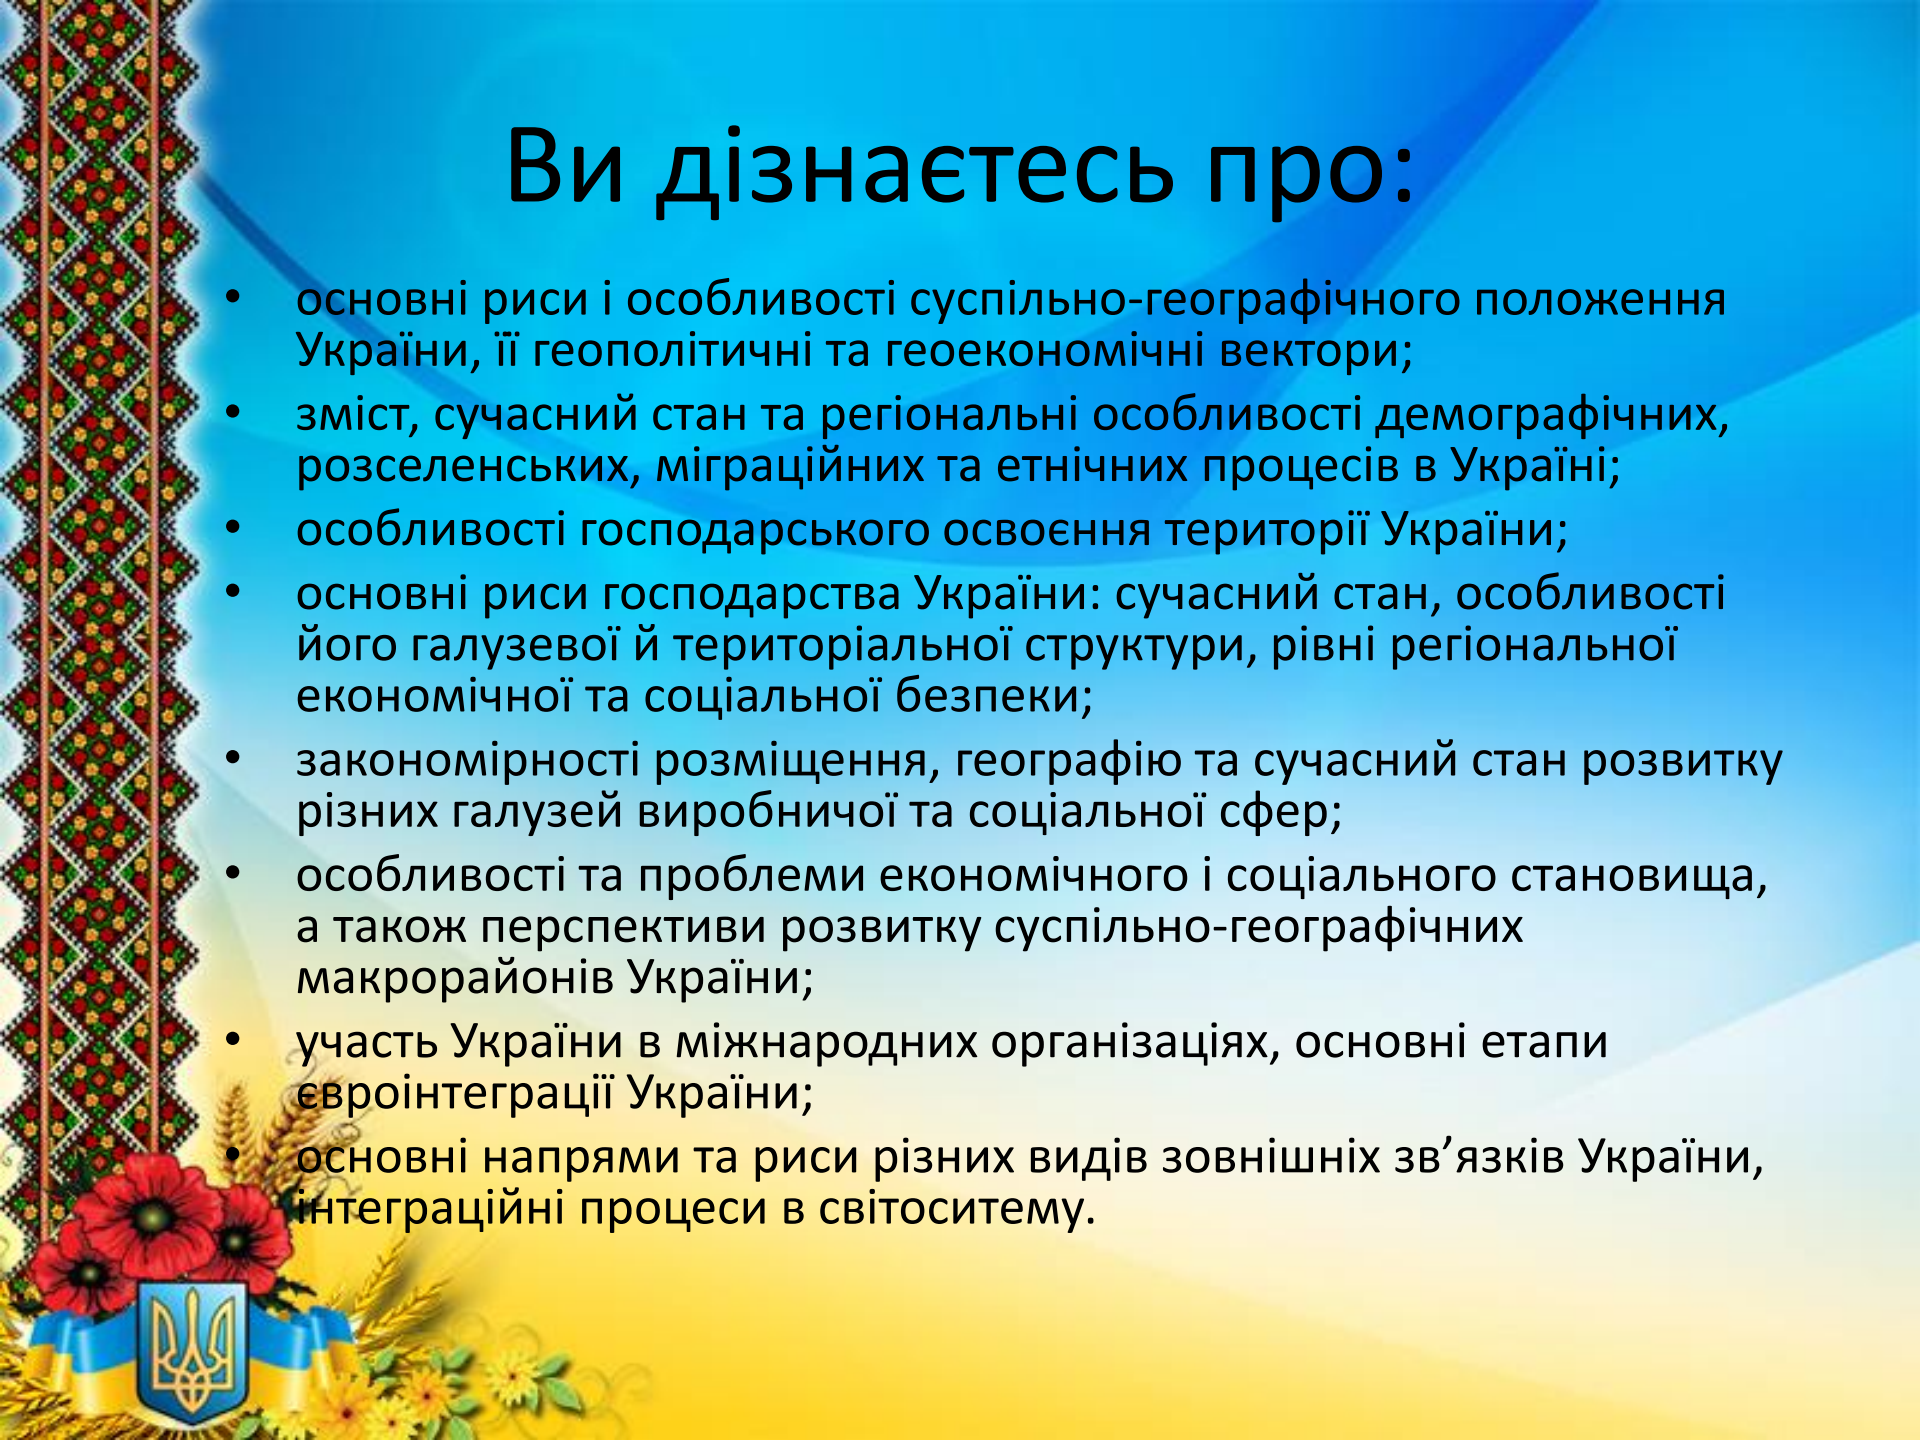 Ви дізнаєтесь про:
• основні риси і особливості суспільно-географічного положення
України, її геополітичні та геоекономічні вектори;
• зміст, сучасний стан та регіональні особливості демографічних,
розселенських, міграційних та етнічних процесів в Україні;
• особливості господарського освоєння території України;
• основні риси господарства України: сучасний стан, особливості
його галузевої й територіальної структури, рівні регіональної
економічної та соціальної безпеки;
• закономірності розміщення, географію та сучасний стан розвитку
різних галузей виробничої та соціальної сфер;
• особливості та проблеми економічного і соціального становища,
а також перспективи розвитку суспільно-географічних
макрорайонів України;
• участь України в міжнародних організаціях, основні етапи
євроінтеграції України;
• основні напрями та риси різних видів зовнішніх зв’язків України,
інтеграційні процеси в світоситему.